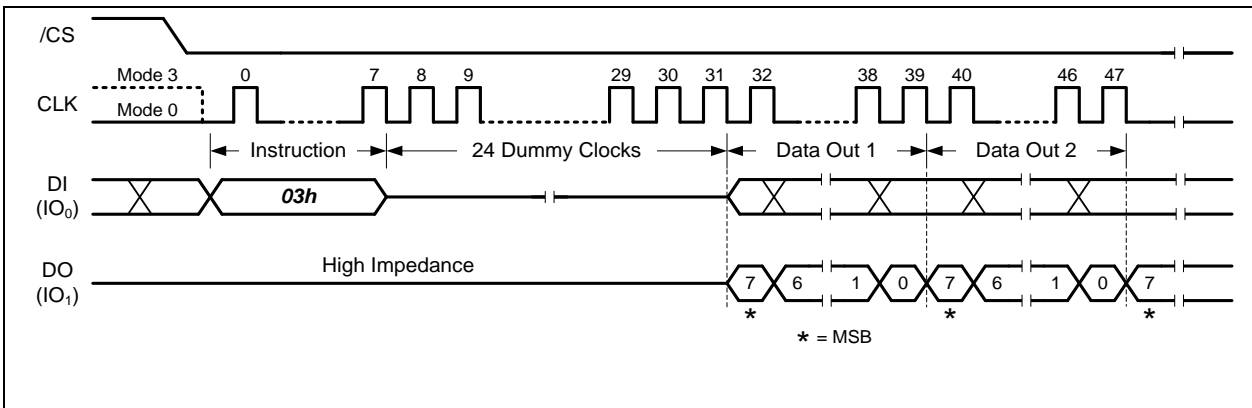 /CS
Mode 3
0 7 8 9 29 30 31 32 38 39 40 46 47
CLK
Mode 0
Instruction 24 Dummy Clocks Data Out 1 Data Out 2
DI
(IO₀)
03h
High Impedance
DO
(IO₁)
7 6 1 0 7 6 1 0 7
* * *
* = MSB